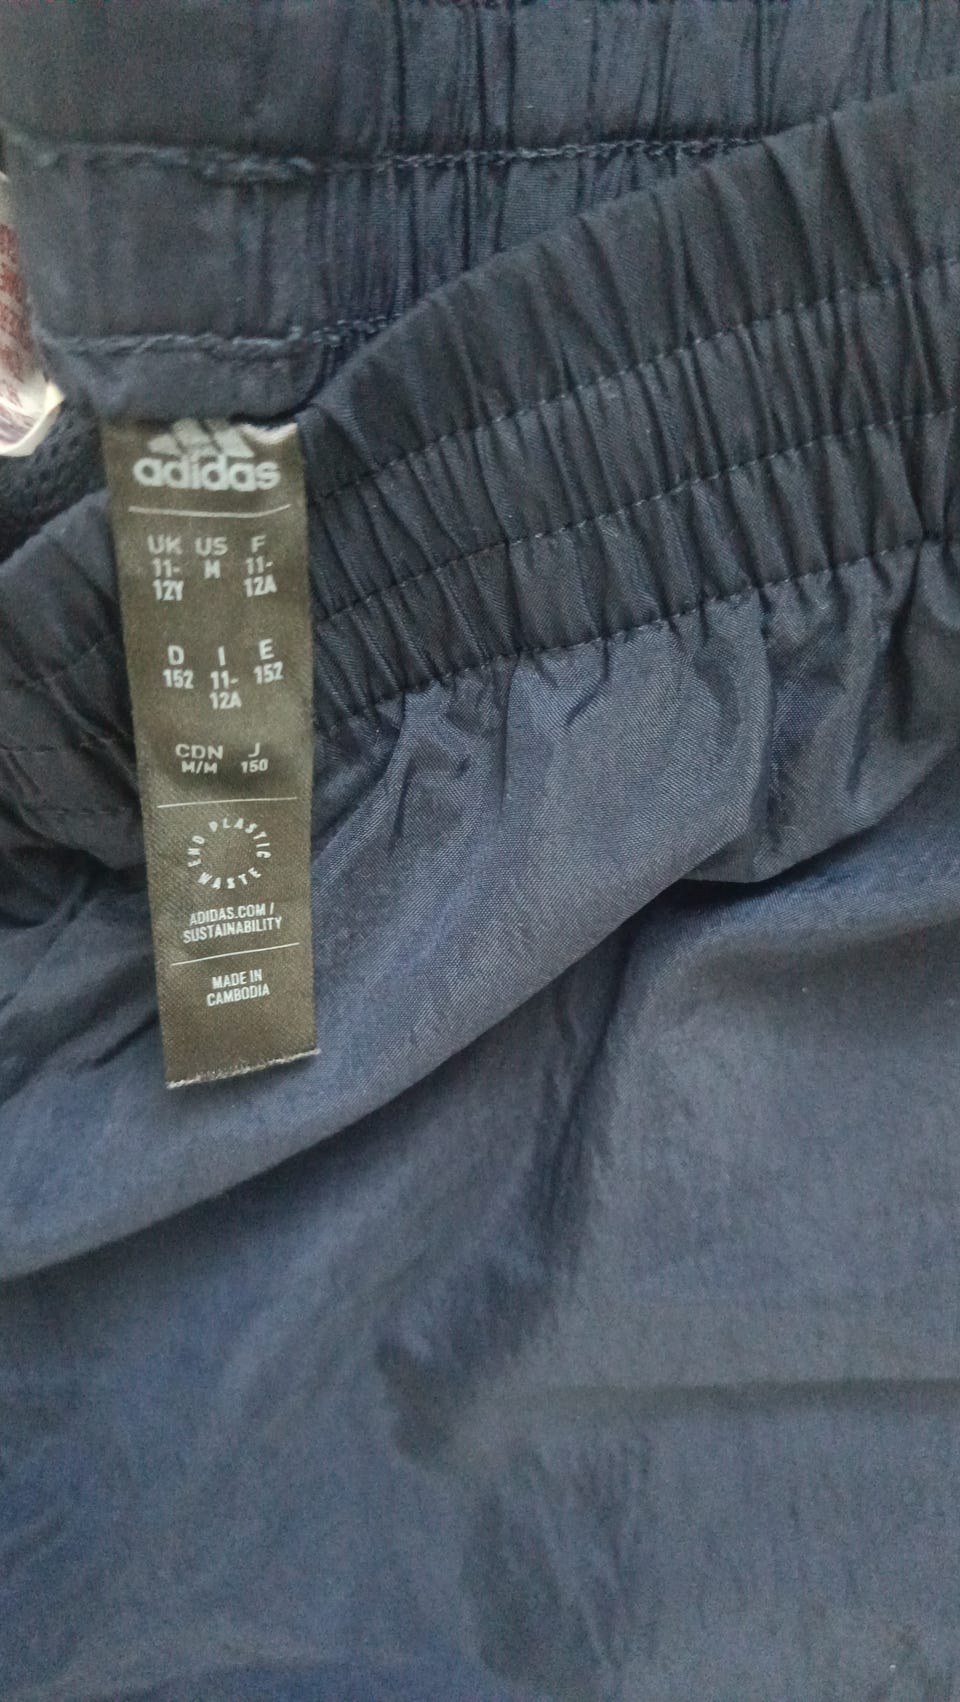 adidas
UK US F
11- M 11-
12Y 12A
D I E
152 11- 152
12A
CDN J
M/M 150
END PLASTIC WASTE
ADIDAS.COM /
SUSTAINABILITY
MADE IN
CAMBODIA